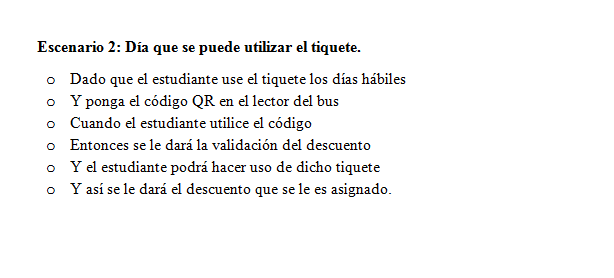 Escenario 2: Día que se puede utilizar el tiquete.
o Dado que el estudiante use el tiquete los días hábiles
o Y ponga el código QR en el lector del bus
o Cuando el estudiante utilice el código
o Entonces se le dará la validación del descuento
o Y el estudiante podrá hacer uso de dicho tiquete
o Y así se le dará el descuento que se le es asignado.